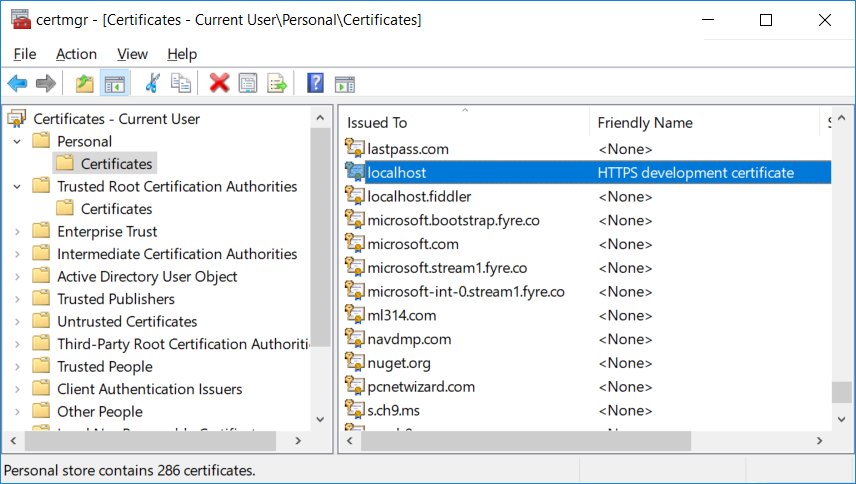 certmgr - [Certificates - Current User\Personal\Certificates]
File Action View Help
Certificates - Current User
Personal
Certificates
Trusted Root Certification Authorities
Certificates
Enterprise Trust
Intermediate Certification Authorities
Active Directory User Object
Trusted Publishers
Untrusted Certificates
Third-Party Root Certification Authoriti
Trusted People
Client Authentication Issuers
Other People
Issued To Friendly Name S
lastpass.com <None>
localhost HTTPS development certificate
localhost.fiddler <None>
microsoft.bootstrap.fyre.co <None>
microsoft.com <None>
microsoft.stream1.fyre.co <None>
microsoft-int-0.stream1.fyre.co <None>
ml314.com <None>
navdmp.com <None>
nuget.org <None>
pcnetwizard.com <None>
s.ch9.ms <None>
Personal store contains 286 certificates.